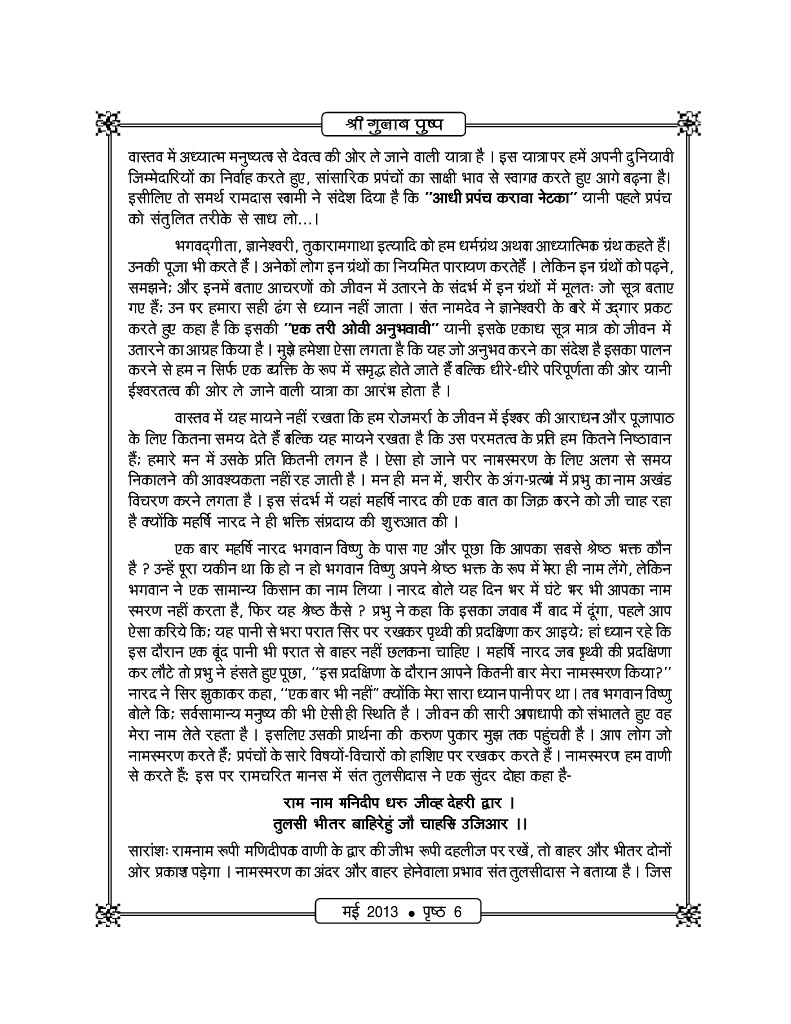 श्री गुलाब पुष्प
वास्तव में अध्यात्म मनुष्यत्व से देवत्व की ओर ले जाने वाली यात्रा है । इस यात्रा पर हमें अपनी दुनियावी
जिम्मेदारियों का निर्वाह करते हुए, सांसारिक प्रपंचों का साक्षी भाव से स्वागत करते हुए आगे बढ़ना है।
इसीलिए तो समर्थ रामदास स्वामी ने संदेश दिया है कि ''आधी प्रपंच करावा नेटका'' यानी पहले प्रपंच
को संतुलित तरीके से साध लो...।
भगवद्गीता, ज्ञानेश्वरी, तुकारामगाथा इत्यादि को हम धर्मग्रंथ अथवा आध्यात्मिक ग्रंथ कहते हैं।
उनकी पूजा भी करते हैं । अनेकों लोग इन ग्रंथों का नियमित पारायण करतेहैं । लेकिन इन ग्रंथों को पढ़ने,
समझने; और इनमें बताए आचरणों को जीवन में उतारने के संदर्भ में इन ग्रंथों में मूलतः जो सूत्र बताए
गए हैं; उन पर हमारा सही ढंग से ध्यान नहीं जाता । संत नामदेव ने ज्ञानेश्वरी के बारे में उद्गार प्रकट
करते हुए कहा है कि इसकी ''एक तरी ओवी अनुभवावी'' यानी इसके एकाध सूत्र मात्र को जीवन में
उतारने का आग्रह किया है । मुझे हमेशा ऐसा लगता है कि यह जो अनुभव करने का संदेश है इसका पालन
करने से हम न सिर्फ एक व्यक्ति के रूप में समृद्ध होते जाते हैं बल्कि धीरे-धीरे परिपूर्णता की ओर यानी
ईश्वरतत्व की ओर ले जाने वाली यात्रा का आरंभ होता है ।
वास्तव में यह मायने नहीं रखता कि हम रोजमर्रा के जीवन में ईश्वर की आराधना और पूजापाठ
के लिए कितना समय देते हैं बल्कि यह मायने रखता है कि उस परमतत्व के प्रति हम कितने निष्ठावान
हैं; हमारे मन में उसके प्रति कितनी लगन है । ऐसा हो जाने पर नामस्मरण के लिए अलग से समय
निकालने की आवश्यकता नहीं रह जाती है । मन ही मन में, शरीर के अंग-प्रत्यंगों में प्रभु का नाम अखंड
विचरण करने लगता है । इस संदर्भ में यहां महर्षि नारद की एक बात का जिक्र करने को जी चाह रहा
है क्योंकि महर्षि नारद ने ही भक्ति संप्रदाय की शुरुआत की ।
एक बार महर्षि नारद भगवान विष्णु के पास गए और पूछा कि आपका सबसे श्रेष्ठ भक्त कौन
है ? उन्हें पूरा यकीन था कि हो न हो भगवान विष्णु अपने श्रेष्ठ भक्त के रूप में मेरा ही नाम लेंगे, लेकिन
भगवान ने एक सामान्य किसान का नाम लिया । नारद बोले यह दिन भर में घंटे भर भी आपका नाम
स्मरण नहीं करता है, फिर यह श्रेष्ठ कैसे ? प्रभु ने कहा कि इसका जवाब मैं बाद में दूंगा, पहले आप
ऐसा करिये कि; यह पानी से भरा परात सिर पर रखकर पृथ्वी की प्रदक्षिणा कर आइये; हां ध्यान रहे कि
इस दौरान एक बूंद पानी भी परात से बाहर नहीं छलकना चाहिए । महर्षि नारद जब पृथ्वी की प्रदक्षिणा
कर लौटे तो प्रभु ने हंसते हुए पूछा, ''इस प्रदक्षिणा के दौरान आपने कितनी बार मेरा नामस्मरण किया?''
नारद ने सिर झुकाकर कहा, ''एक बार भी नहीं'' क्योंकि मेरा सारा ध्यान पानी पर था । तब भगवान विष्णु
बोले कि; सर्वसामान्य मनुष्य की भी ऐसी ही स्थिति है । जीवन की सारी आपाधापी को संभालते हुए वह
मेरा नाम लेते रहता है । इसलिए उसकी प्रार्थना की करुण पुकार मुझ तक पहुंचती है । आप लोग जो
नामस्मरण करते हैं; प्रपंचों के सारे विषयों-विचारों को हाशिए पर रखकर करते हैं । नामस्मरण हम वाणी
से करते हैं; इस पर रामचरित मानस में संत तुलसीदास ने एक सुंदर दोहा कहा है-
राम नाम मनिदीप धरु जीव्ह देहरी द्वार ।
तुलसी भीतर बाहिरेहुं जौ चाहसि उजिआर ।।
सारांशः रामनाम रूपी मणिदीपक वाणी के द्वार की जीभ रूपी दहलीज पर रखें, तो बाहर और भीतर दोनों
ओर प्रकाश पड़ेगा । नामस्मरण का अंदर और बाहर होनेवाला प्रभाव संत तुलसीदास ने बताया है । जिस
मई 2013 • पृष्ठ 6